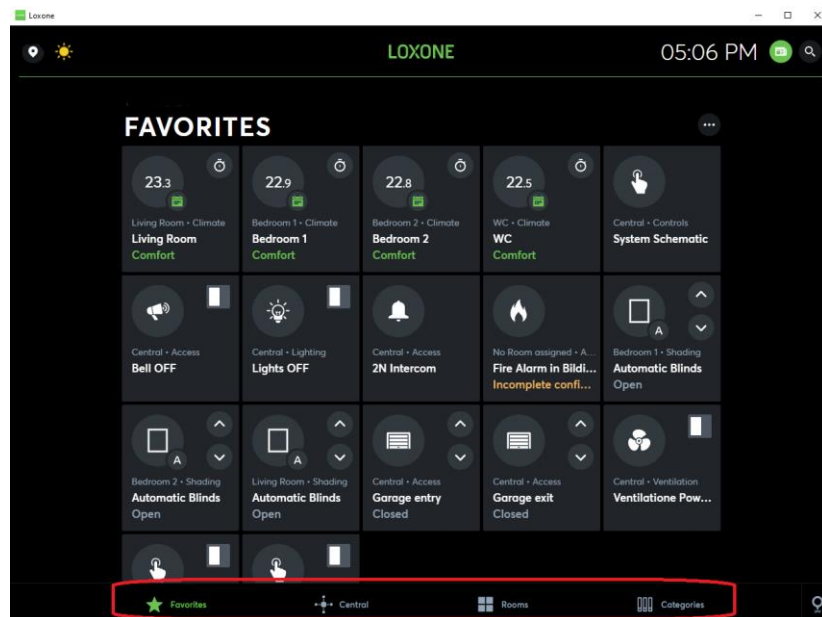 Loxone
LOXONE
05:06 PM
FAVORITES
23.3
Living Room • Climate
Living Room
Comfort
22.9
Bedroom 1 • Climate
Bedroom 1
Comfort
22.8
Bedroom 2 • Climate
Bedroom 2
Comfort
22.5
WC • Climate
WC
Comfort
Central • Controls
System Schematic
Central • Access
Bell OFF
Central • Lighting
Lights OFF
Central • Access
2N Intercom
No Room assigned • A...
Fire Alarm in Bildi...
Incomplete confi...
A
Bedroom 1 • Shading
Automatic Blinds
Open
A
Bedroom 2 • Shading
Automatic Blinds
Open
A
Living Room • Shading
Automatic Blinds
Open
Central • Access
Garage entry
Closed
Central • Access
Garage exit
Closed
Central • Ventilation
Ventilatione Pow...
Favorites
Central
Rooms
Categories